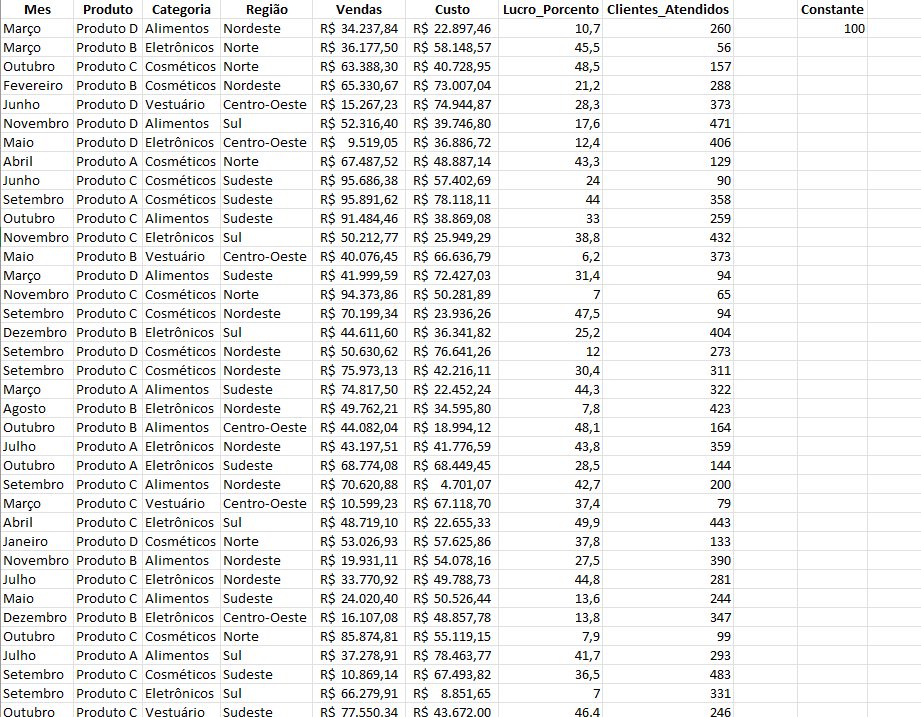 Mes Produto Categoria Região Vendas Custo Lucro_Porcento Clientes_Atendidos Constante
Março Produto D Alimentos Nordeste R$ 34.237,84 R$ 22.897,46 10,7 260 100
Março Produto B Eletrônicos Norte R$ 36.177,50 R$ 58.148,57 45,5 56
Outubro Produto C Cosméticos Norte R$ 63.388,30 R$ 40.728,95 48,5 157
Fevereiro Produto B Cosméticos Nordeste R$ 65.330,67 R$ 73.007,04 21,2 288
Junho Produto D Vestuário Centro-Oeste R$ 15.267,23 R$ 74.944,87 28,3 373
Novembro Produto D Alimentos Sul R$ 52.316,40 R$ 39.746,80 17,6 471
Maio Produto D Eletrônicos Centro-Oeste R$ 9.519,05 R$ 36.886,72 12,4 406
Abril Produto A Cosméticos Norte R$ 67.487,52 R$ 48.887,14 43,3 129
Junho Produto C Cosméticos Sudeste R$ 95.686,38 R$ 57.402,69 24 90
Setembro Produto A Cosméticos Sudeste R$ 95.891,62 R$ 78.118,11 44 358
Outubro Produto C Alimentos Sudeste R$ 91.484,46 R$ 38.869,08 33 259
Novembro Produto C Eletrônicos Sul R$ 50.212,77 R$ 25.949,29 38,8 432
Maio Produto B Vestuário Centro-Oeste R$ 40.076,45 R$ 66.636,79 6,2 373
Março Produto D Alimentos Sudeste R$ 41.999,59 R$ 72.427,03 31,4 94
Novembro Produto C Cosméticos Norte R$ 94.373,86 R$ 50.281,89 7 65
Setembro Produto C Cosméticos Nordeste R$ 70.199,34 R$ 23.936,26 47,5 94
Dezembro Produto B Eletrônicos Sul R$ 44.611,60 R$ 36.341,82 25,2 404
Setembro Produto D Cosméticos Nordeste R$ 50.630,62 R$ 76.641,26 12 273
Setembro Produto C Cosméticos Nordeste R$ 75.973,13 R$ 42.216,11 30,4 311
Março Produto A Alimentos Sudeste R$ 74.817,50 R$ 22.452,24 44,3 322
Agosto Produto B Eletrônicos Nordeste R$ 49.762,21 R$ 34.595,80 7,8 423
Outubro Produto B Alimentos Centro-Oeste R$ 44.082,04 R$ 18.994,12 48,1 164
Julho Produto A Eletrônicos Nordeste R$ 43.197,51 R$ 41.776,59 43,8 359
Outubro Produto A Eletrônicos Sudeste R$ 68.774,08 R$ 68.449,45 28,5 144
Setembro Produto C Alimentos Nordeste R$ 70.620,88 R$ 4.701,07 42,7 200
Março Produto C Vestuário Centro-Oeste R$ 10.599,23 R$ 67.118,70 37,4 79
Abril Produto C Eletrônicos Sul R$ 48.719,10 R$ 22.655,33 49,9 443
Janeiro Produto D Cosméticos Norte R$ 53.026,93 R$ 57.625,86 37,8 133
Novembro Produto B Alimentos Nordeste R$ 19.931,11 R$ 54.078,16 27,5 390
Julho Produto C Eletrônicos Nordeste R$ 33.770,92 R$ 49.788,73 44,8 281
Maio Produto C Alimentos Sudeste R$ 24.020,40 R$ 50.526,44 13,6 244
Dezembro Produto B Eletrônicos Centro-Oeste R$ 16.107,08 R$ 48.857,78 13,8 347
Outubro Produto C Cosméticos Norte R$ 85.874,81 R$ 55.119,15 7,9 99
Julho Produto A Alimentos Sul R$ 37.278,91 R$ 78.463,77 41,7 293
Setembro Produto C Cosméticos Sudeste R$ 10.869,14 R$ 67.493,82 36,5 483
Setembro Produto C Eletrônicos Sul R$ 66.279,91 R$ 8.851,65 7 331
Outubro Produto C Vestuário Sudeste R$ 77.550,34 R$ 43.672,00 46,4 246